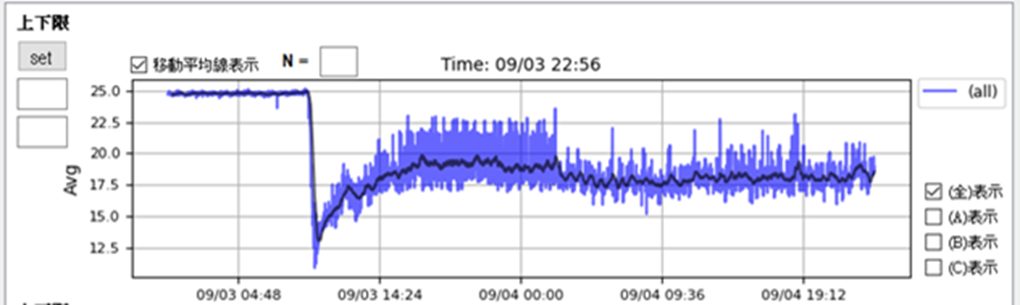 上下限
set
移動平均線表示 N =
Time: 09/03 22:56
25.0
22.5
20.0
17.5
15.0
12.5
Avg
09/03 04:48 09/03 14:24 09/04 00:00 09/04 09:36 09/04 19:12
(all)
(全)表示
(A)表示
(B)表示
(C)表示